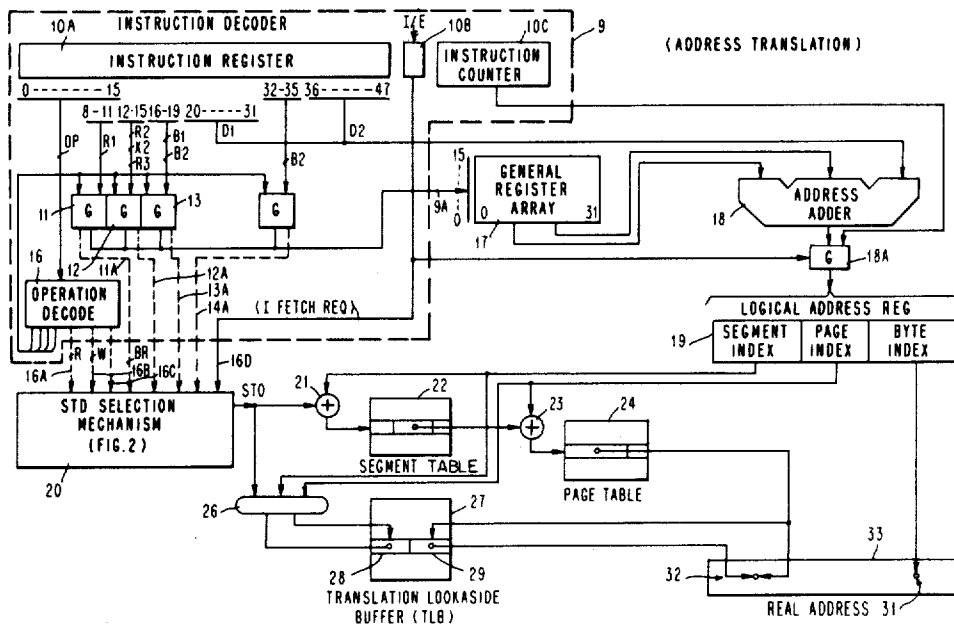 INSTRUCTION DECODER
10A
I/E
10B
10C
9
(ADDRESS TRANSLATION)
INSTRUCTION REGISTER
INSTRUCTION
COUNTER
0------15
8-11
12-15
16-19
20------31
32-35
36------47
OP
R1
R2
X2
R3
B1
B2
D1
D2
B2
11
G
G
G
13
G
15
0
9A
GENERAL
REGISTER
ARRAY
0
31
17
ADDRESS
ADDER
18
G
18A
16
12
11A
12A
13A
14A
OPERATION
DECODE
(I FETCH REQ)
LOGICAL ADDRESS REG
19
SEGMENT
INDEX
PAGE
INDEX
BYTE
INDEX
R
W
BR
16A
16B
16C
16D
STD SELECTION
MECHANISM
(FIG.2)
20
STO
21
22
SEGMENT TABLE
23
24
PAGE TABLE
26
27
28
29
TRANSLATION LOOKASIDE
BUFFER (TLB)
32
33
REAL ADDRESS 31